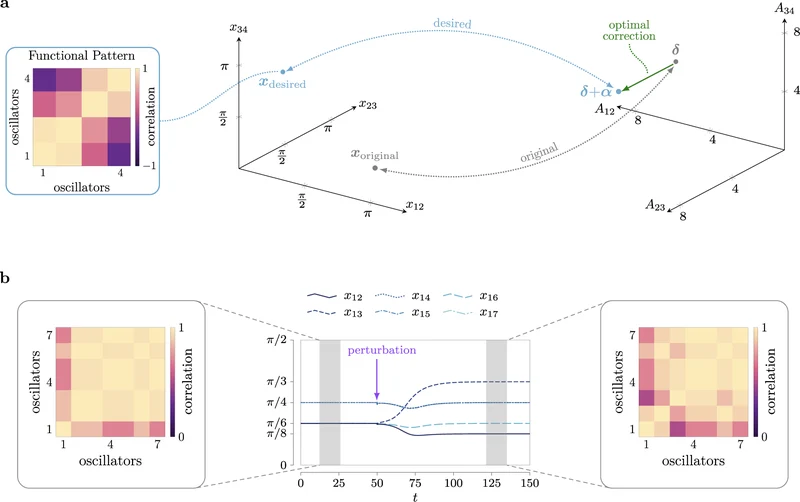 a
Functional Pattern
4
1
oscillators
1
4
oscillators
1
−1
correlation
x34
π
π/2
x23
π
π/2
x12
π/2
π
xdesired
xoriginal
desired
original
optimal
correction
δ
δ+α
A34
8
4
A12
8
4
A23
8
4
b
7
4
1
oscillators
1 4 7
oscillators
1
0
correlation
x12 x14 x16
x13 x15 x17
perturbation
π/2
π/3
π/4
π/6
π/8
0
0 25 50 75 100 125 150
t
7
4
1
oscillators
1 4 7
oscillators
1
0
correlation